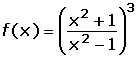 f(x) = ((x² + 1)/(x² − 1))³